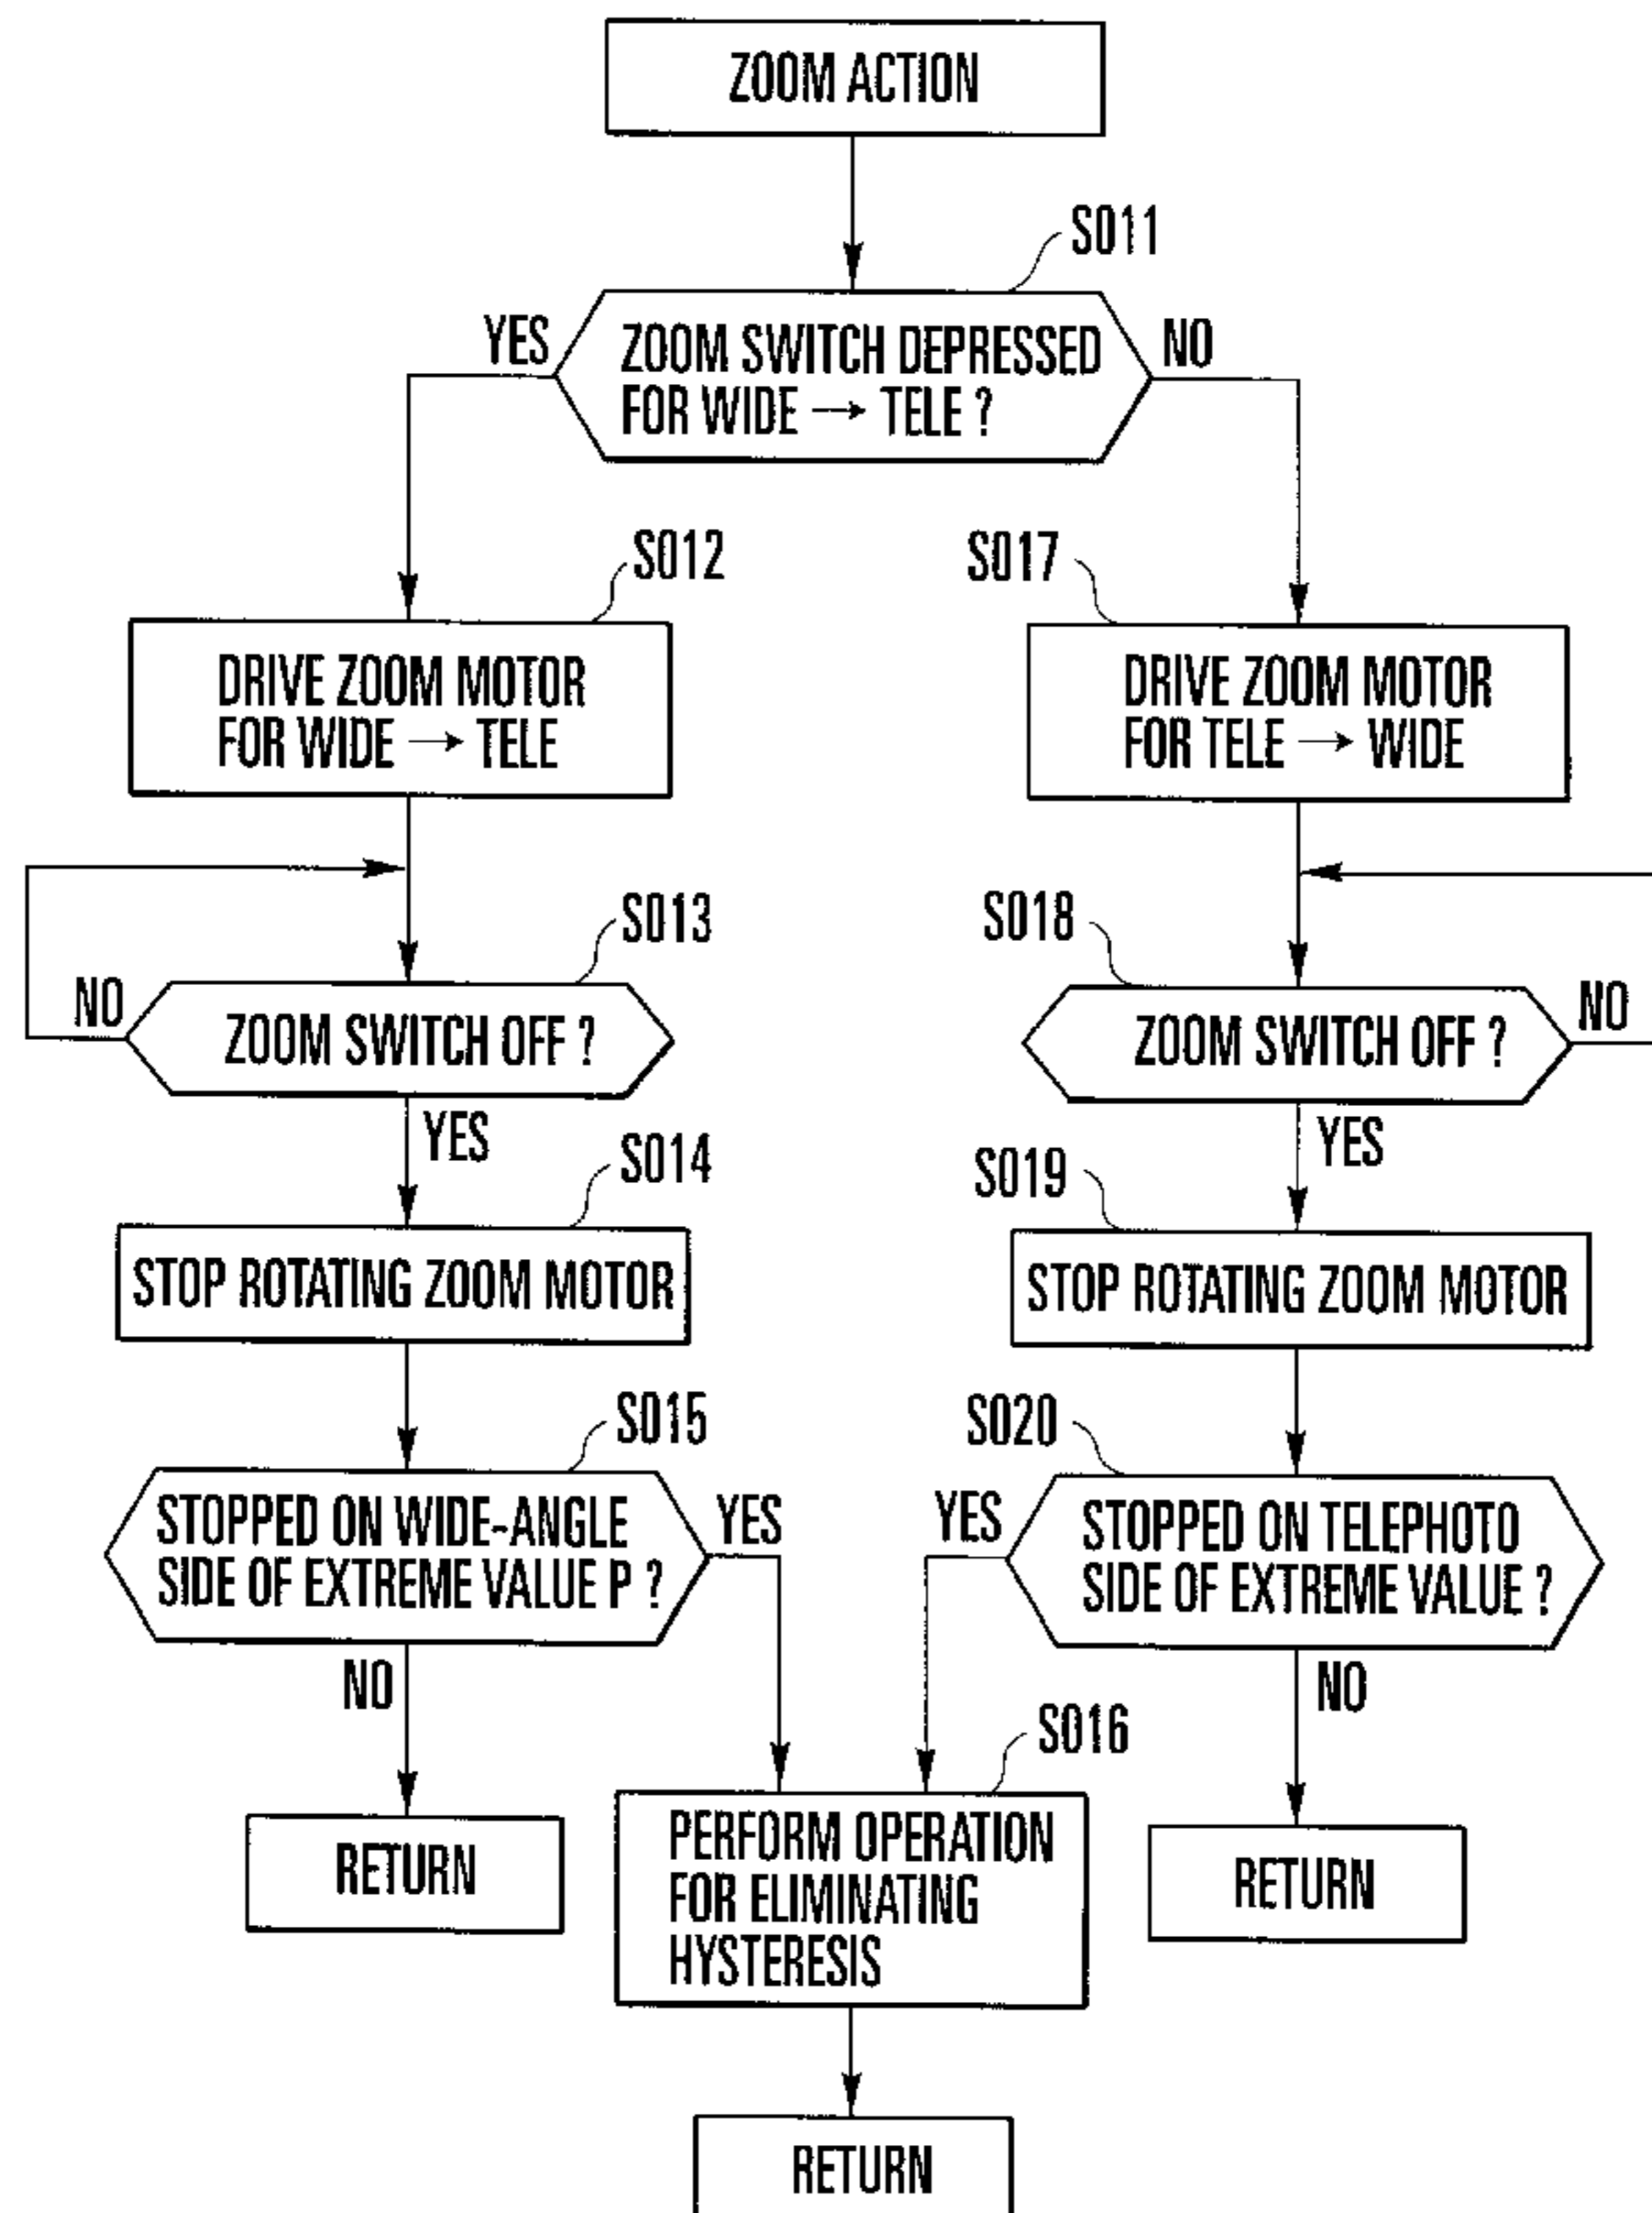 ZOOM ACTION
S011
YES
ZOOM SWITCH DEPRESSED
FOR WIDE → TELE ?
NO
S012
S017
DRIVE ZOOM MOTOR
FOR WIDE → TELE
DRIVE ZOOM MOTOR
FOR TELE → WIDE
S013
S018
NO
ZOOM SWITCH OFF ?
ZOOM SWITCH OFF ?
NO
YES
YES
S014
S019
STOP ROTATING ZOOM MOTOR
STOP ROTATING ZOOM MOTOR
S015
S020
STOPPED ON WIDE-ANGLE
SIDE OF EXTREME VALUE P ?
YES
YES
STOPPED ON TELEPHOTO
SIDE OF EXTREME VALUE ?
NO
NO
S016
RETURN
PERFORM OPERATION
FOR ELIMINATING
HYSTERESIS
RETURN
RETURN